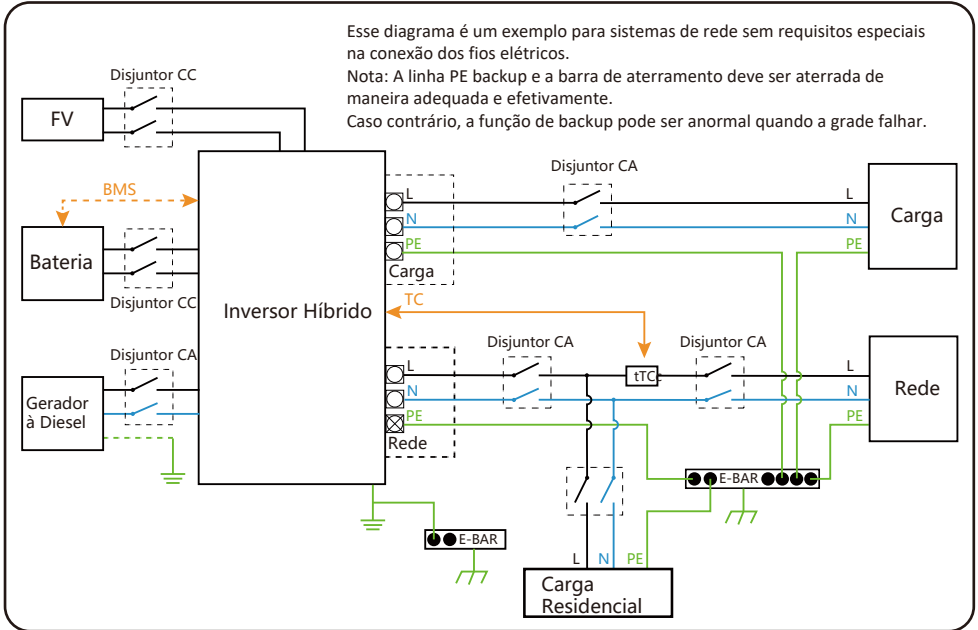 Esse diagrama é um exemplo para sistemas de rede sem requisitos especiais
na conexão dos fios elétricos.
Nota: A linha PE backup e a barra de aterramento deve ser aterrada de
maneira adequada e efetivamente.
Caso contrário, a função de backup pode ser anormal quando a grade falhar.
Disjuntor CC
FV
BMS
Bateria
Disjuntor CC
Disjuntor CA
Gerador
à Diesel
Inversor Híbrido
L
N
PE
Carga
Disjuntor CA
L
N
PE
Carga
TC
L
N
PE
Rede
Disjuntor CA
tTC
Disjuntor CA
L
N
PE
Rede
E-BAR
E-BAR
L N PE
Carga
Residencial